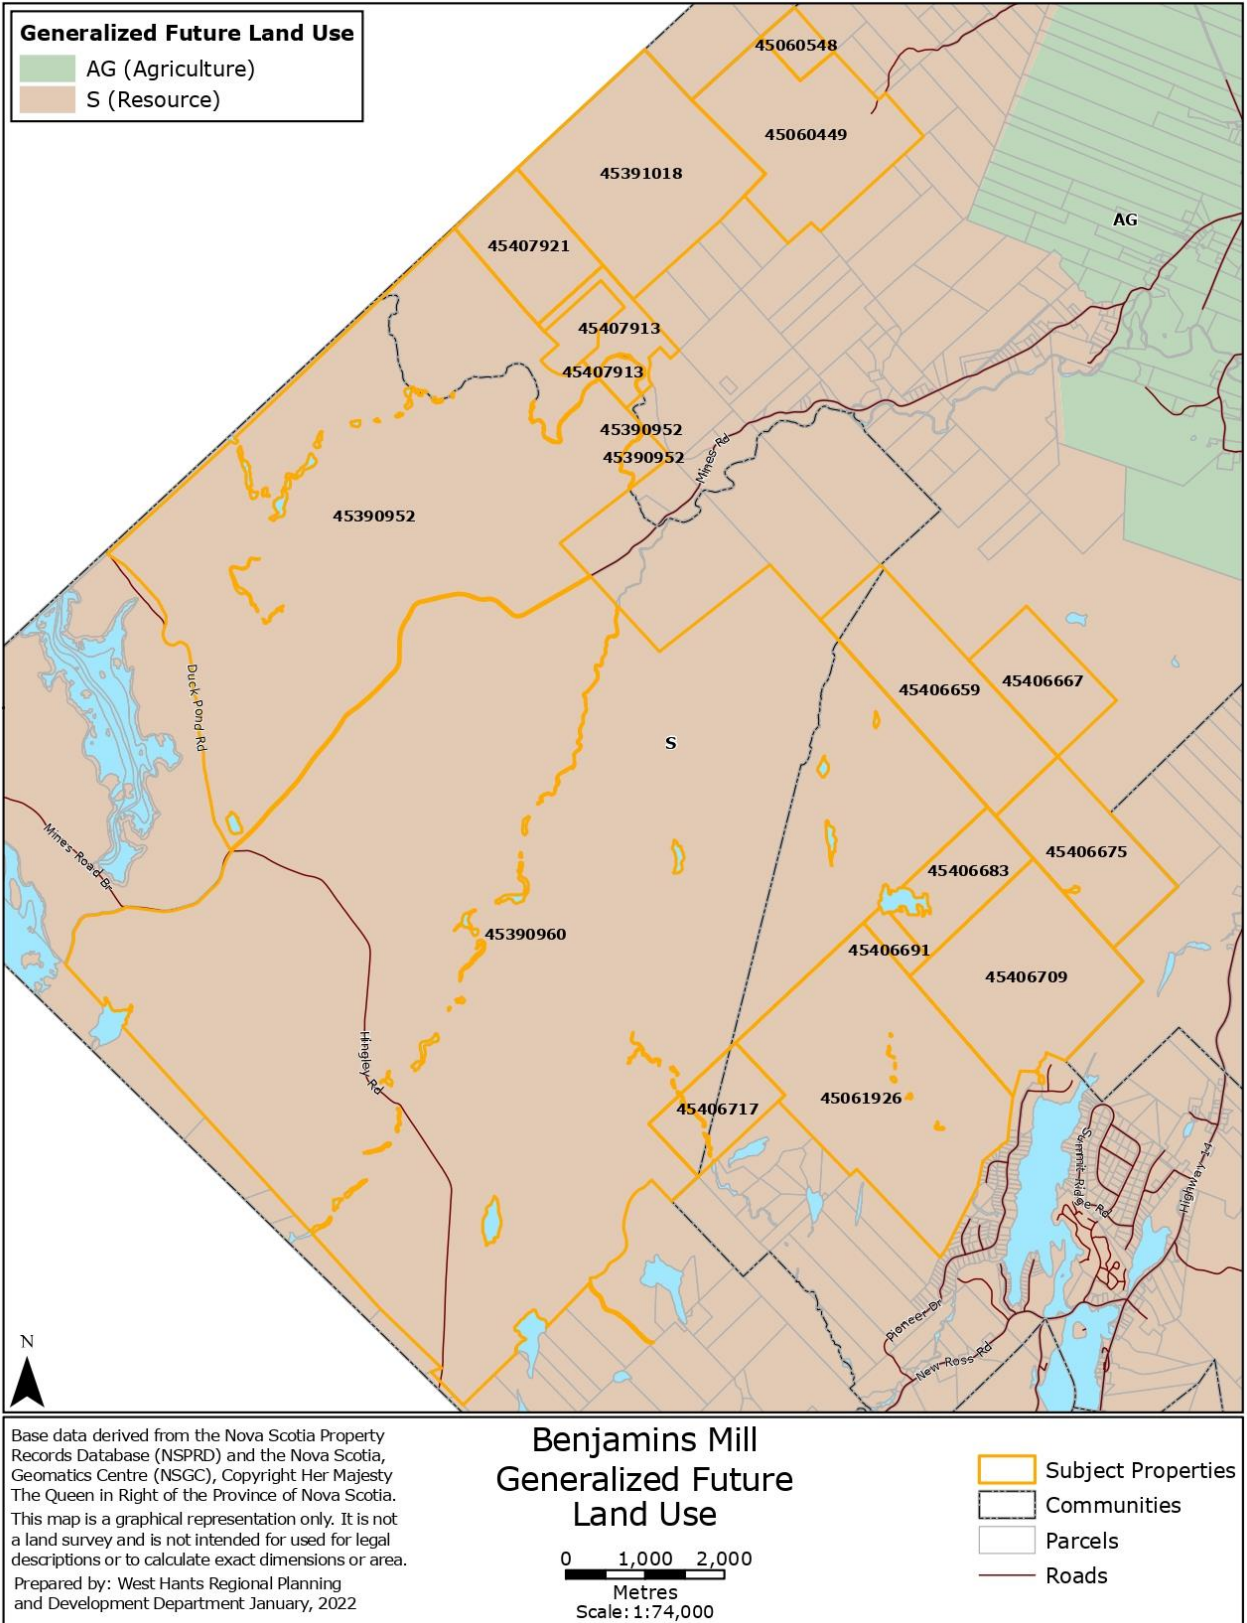 Generalized Future Land Use
AG (Agriculture)
S (Resource)
45060548
45060449
45391018
AG
45407921
45407913
45407913
45390952
45390952
Mines Rd
45390952
45406667
45406659
Duck Pond Rd
S
Mines Road Br
45406675
45406683
45390960
45406691
45406709
Hingley Rd
45061926
45406717
Summit Ridge Rd
Highway 14
Pioneer Dr
New Ross Rd
N
Base data derived from the Nova Scotia Property
Records Database (NSPRD) and the Nova Scotia,
Geomatics Centre (NSGC), Copyright Her Majesty
The Queen in Right of the Province of Nova Scotia.
This map is a graphical representation only. It is not
a land survey and is not intended for used for legal
descriptions or to calculate exact dimensions or area.
Prepared by: West Hants Regional Planning
and Development Department January, 2022
Benjamins Mill
Generalized Future
Land Use
0 1,000 2,000
Metres
Scale: 1:74,000
Subject Properties
Communities
Parcels
Roads